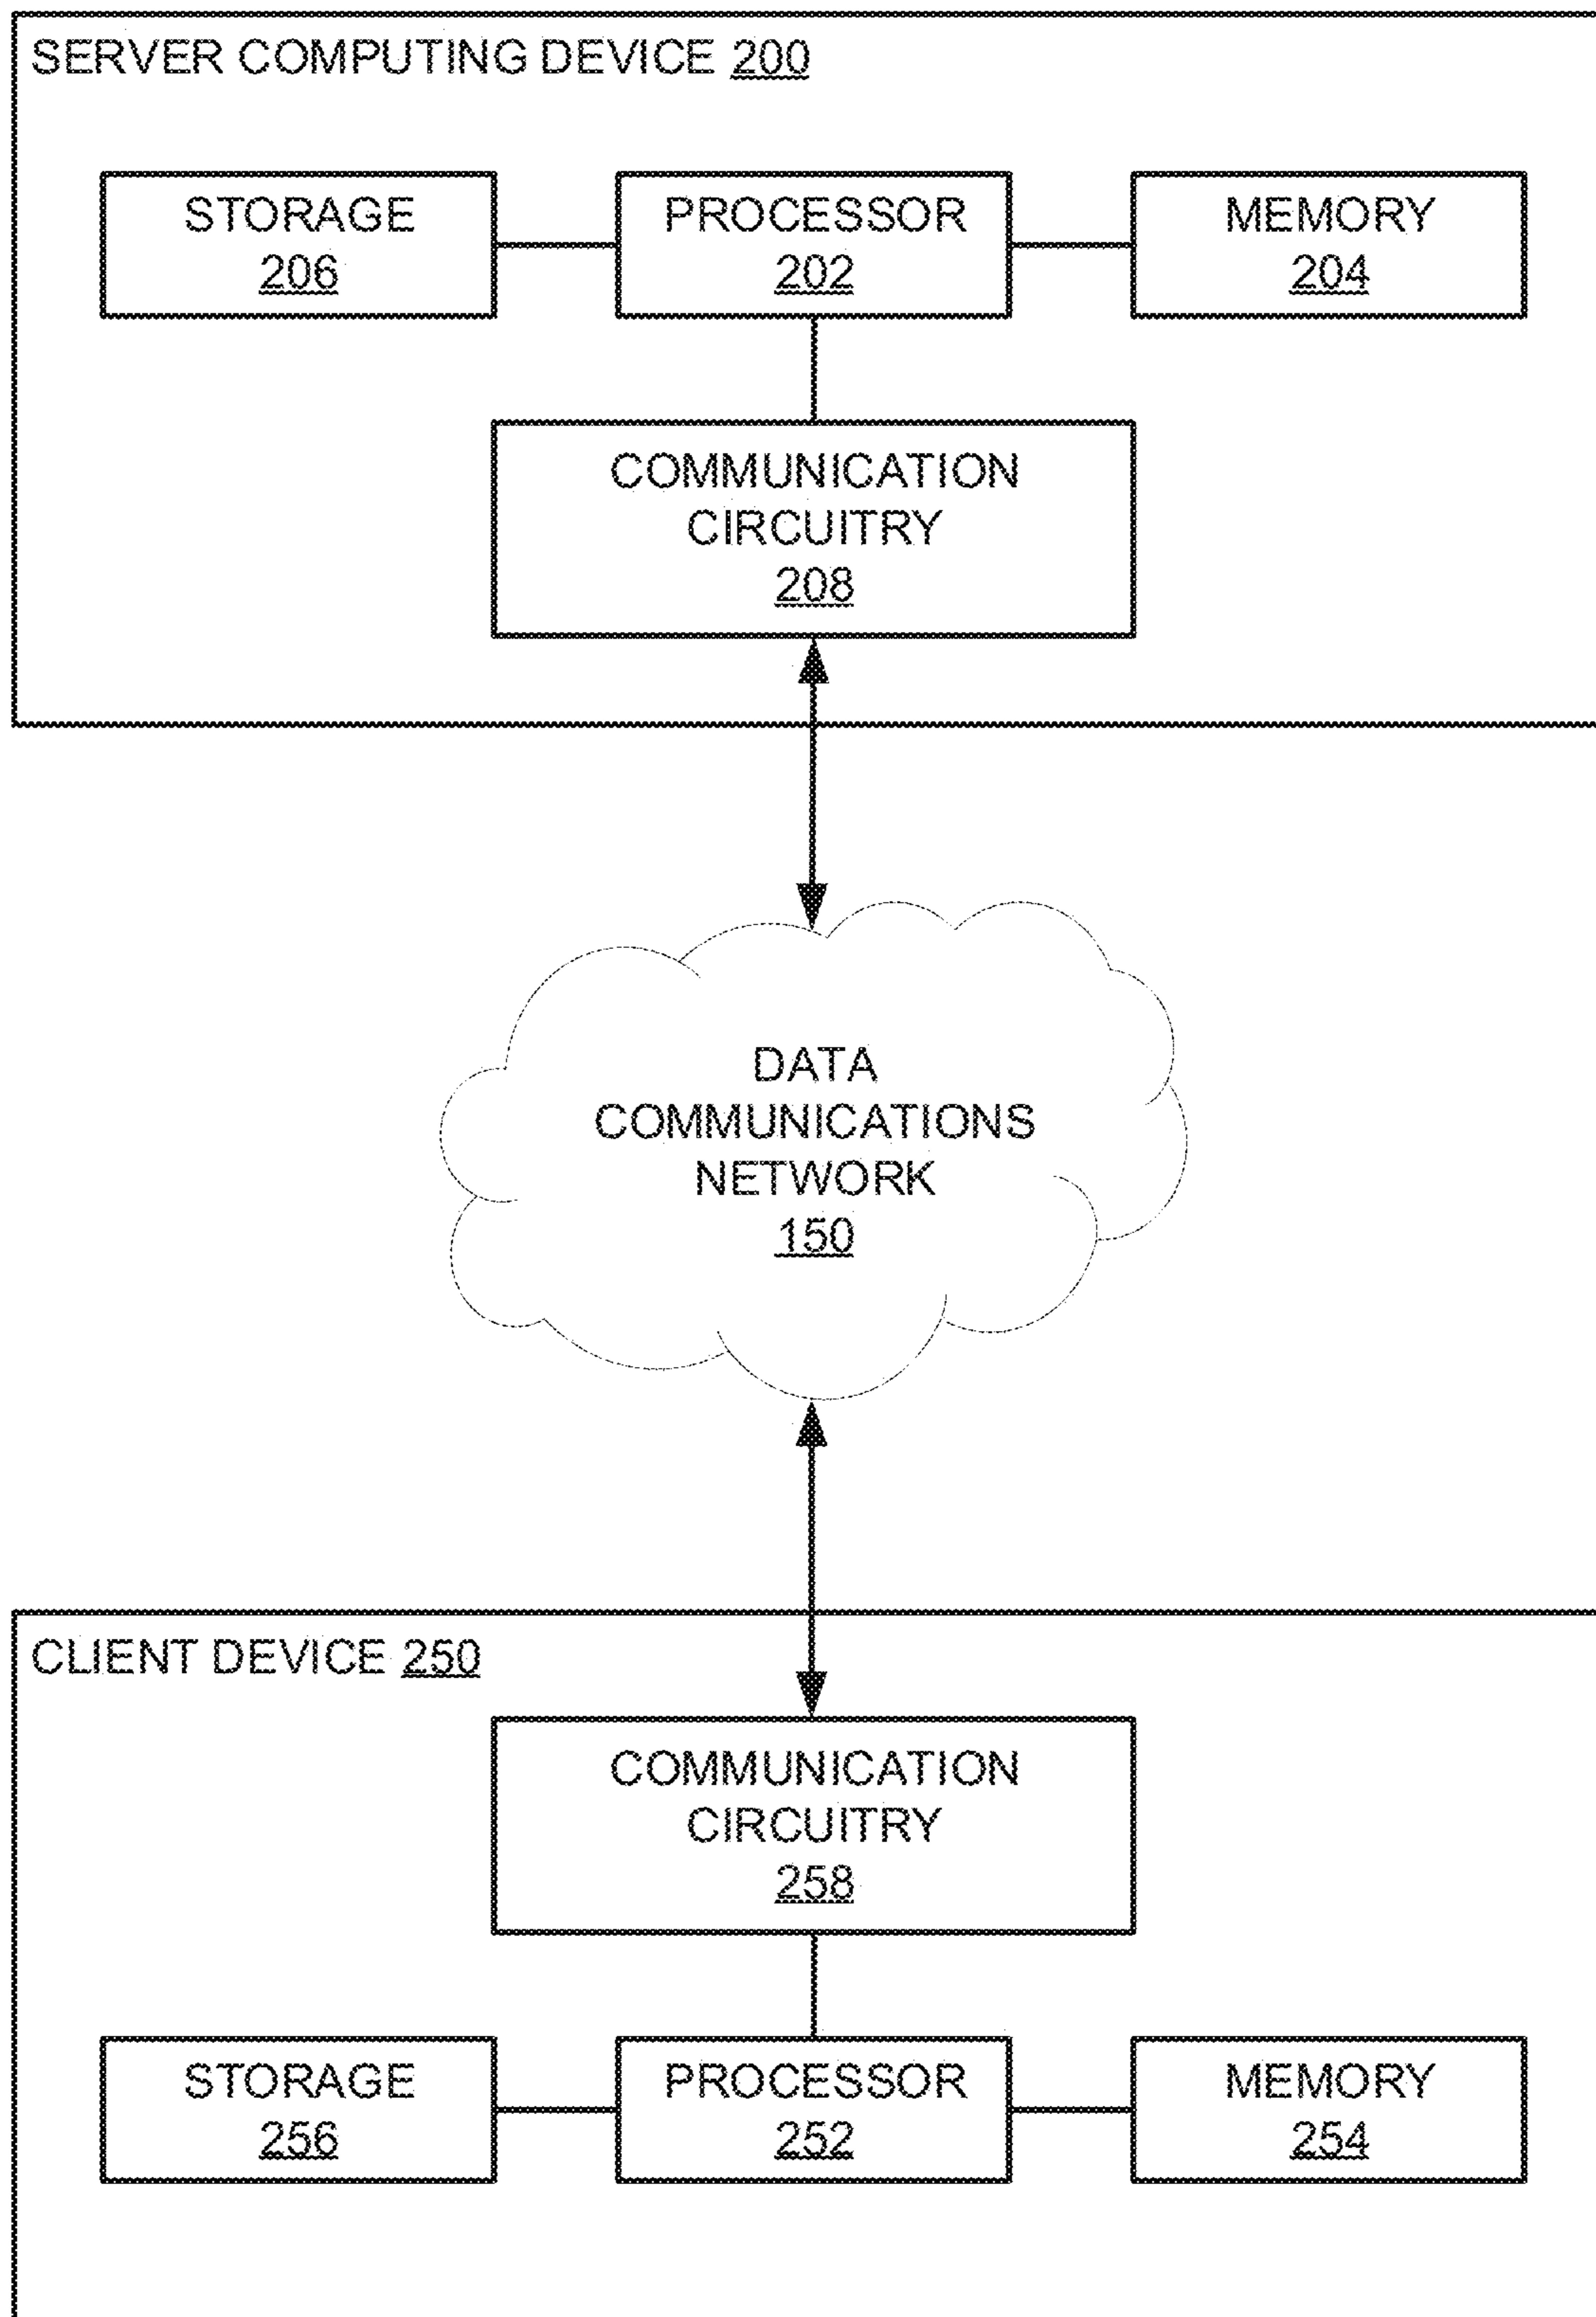 SERVER COMPUTING DEVICE 200
STORAGE
206
PROCESSOR
202
MEMORY
204
COMMUNICATION
CIRCUITRY
208
DATA
COMMUNICATIONS
NETWORK
150
CLIENT DEVICE 250
COMMUNICATION
CIRCUITRY
258
STORAGE
256
PROCESSOR
252
MEMORY
254